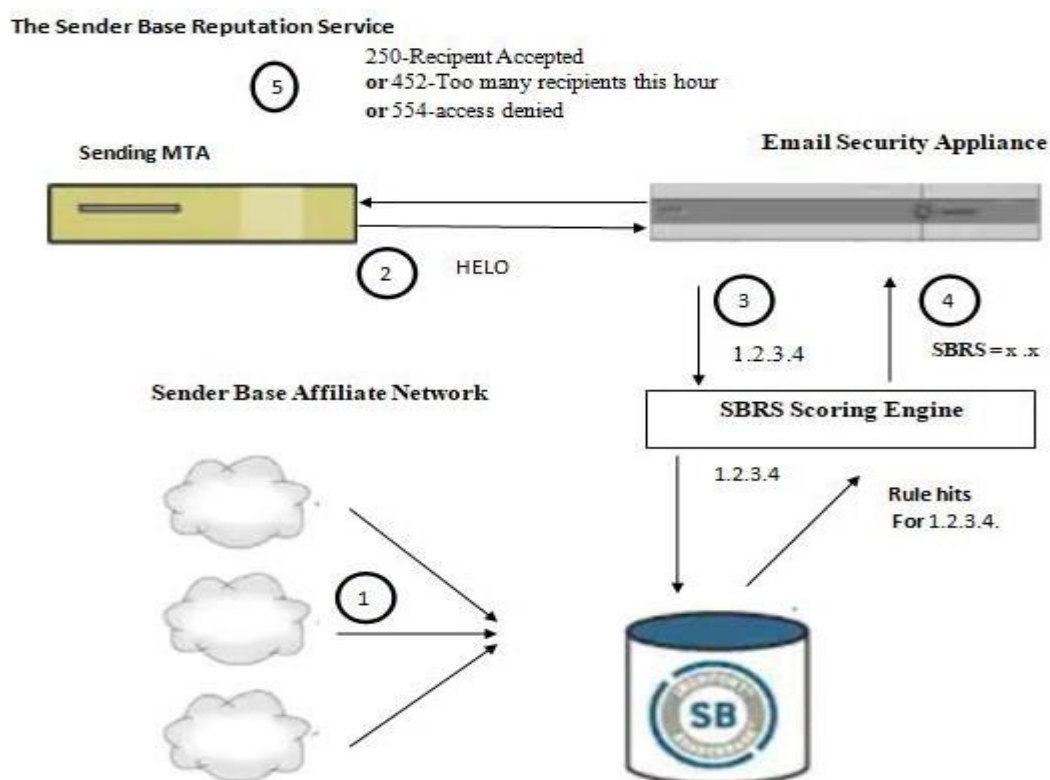 The Sender Base Reputation Service
5
250-Recipent Accepted
or 452-Too many recipients this hour
or 554-access denied
Sending MTA
Email Security Appliance
2
HELO
3
4
1.2.3.4
SBRS = x .x
Sender Base Affiliate Network
SBRS Scoring Engine
1.2.3.4
Rule hits
For 1.2.3.4.
1
SB